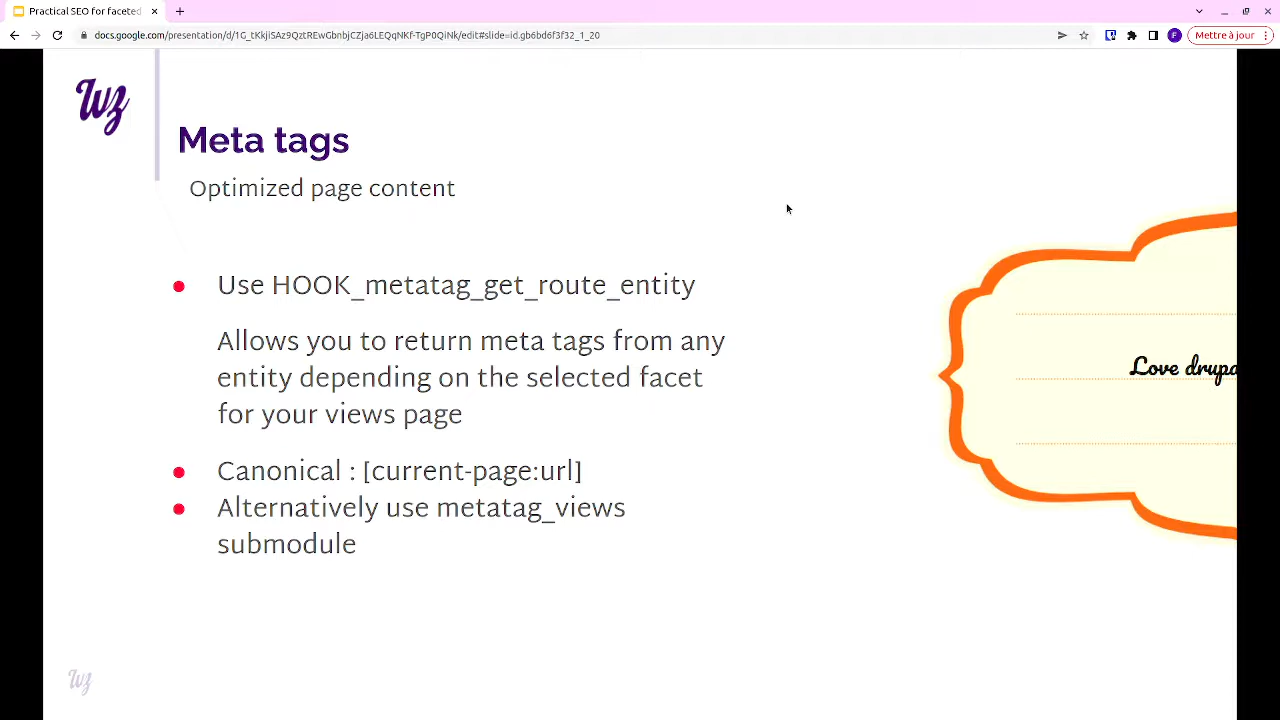 Practical SEO for faceted
docs.google.com/presentation/d/1G_tKkjiSAz9QztREwGbnbjCZja6LEQqNKf-TgP0QiNk/edit#slide=id.gb6bd6f3f32_1_20
F
Mettre à jour
wz
Meta tags
Optimized page content
Use HOOK_metatag_get_route_entity
Allows you to return meta tags from any
entity depending on the selected facet
for your views page
Love drupa
Canonical : [current-page:url]
Alternatively use metatag_views
submodule
wz